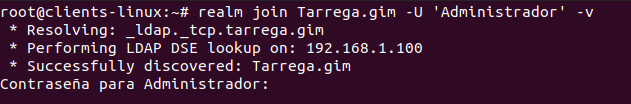 root@clients-linux:~# realm join Tarrega.gim -U 'Administrador' -v
 * Resolving: _ldap._tcp.tarrega.gim
 * Performing LDAP DSE lookup on: 192.168.1.100
 * Successfully discovered: Tarrega.gim
Contraseña para Administrador: